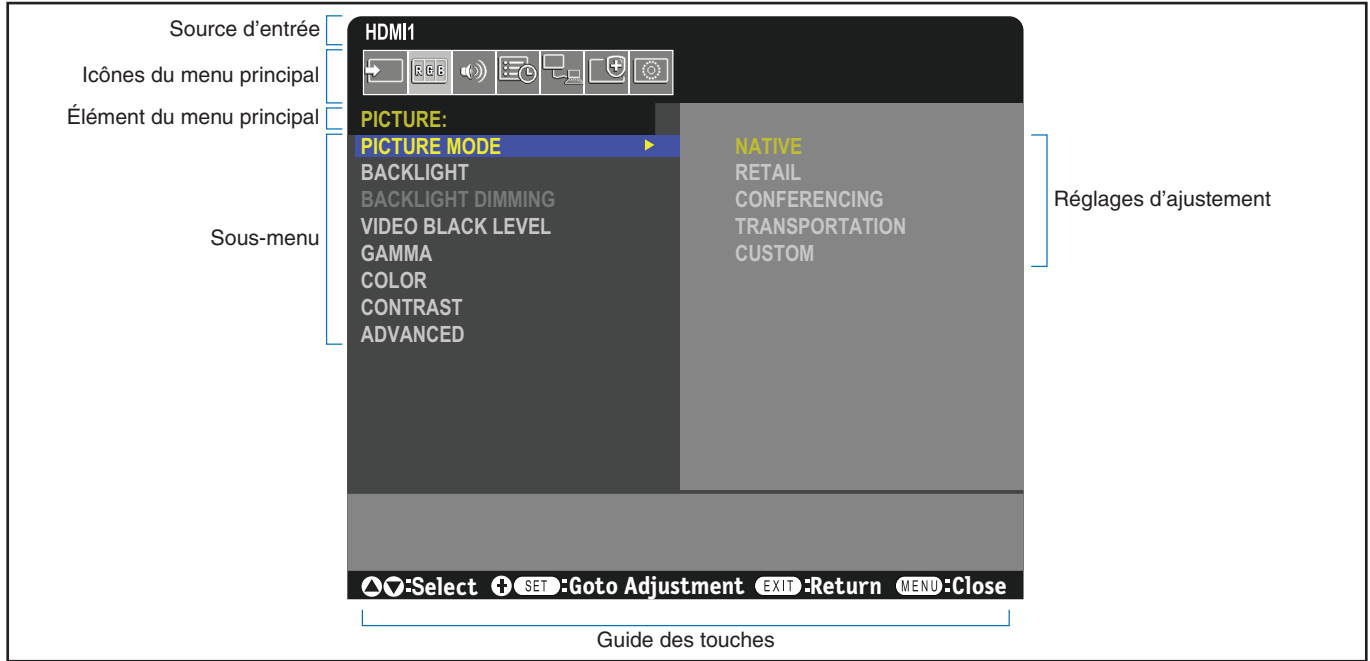 Source d'entrée
HDMI1
Icônes du menu principal
RGB
Élément du menu principal
PICTURE:
PICTURE MODE
BACKLIGHT
BACKLIGHT DIMMING
VIDEO BLACK LEVEL
GAMMA
COLOR
CONTRAST
ADVANCED
Sous-menu
NATIVE
RETAIL
CONFERENCING
TRANSPORTATION
CUSTOM
Réglages d'ajustement
:Select SET:Goto Adjustment EXIT:Return MENU:Close
Guide des touches